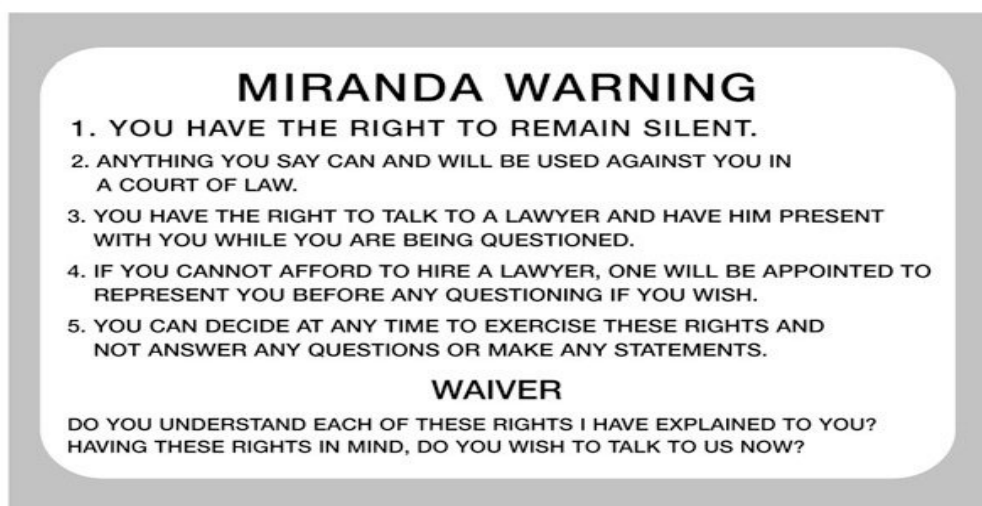 MIRANDA WARNING
1. YOU HAVE THE RIGHT TO REMAIN SILENT.
2. ANYTHING YOU SAY CAN AND WILL BE USED AGAINST YOU IN
A COURT OF LAW.
3. YOU HAVE THE RIGHT TO TALK TO A LAWYER AND HAVE HIM PRESENT
WITH YOU WHILE YOU ARE BEING QUESTIONED.
4. IF YOU CANNOT AFFORD TO HIRE A LAWYER, ONE WILL BE APPOINTED TO
REPRESENT YOU BEFORE ANY QUESTIONING IF YOU WISH.
5. YOU CAN DECIDE AT ANY TIME TO EXERCISE THESE RIGHTS AND
NOT ANSWER ANY QUESTIONS OR MAKE ANY STATEMENTS.
WAIVER
DO YOU UNDERSTAND EACH OF THESE RIGHTS I HAVE EXPLAINED TO YOU?
HAVING THESE RIGHTS IN MIND, DO YOU WISH TO TALK TO US NOW?